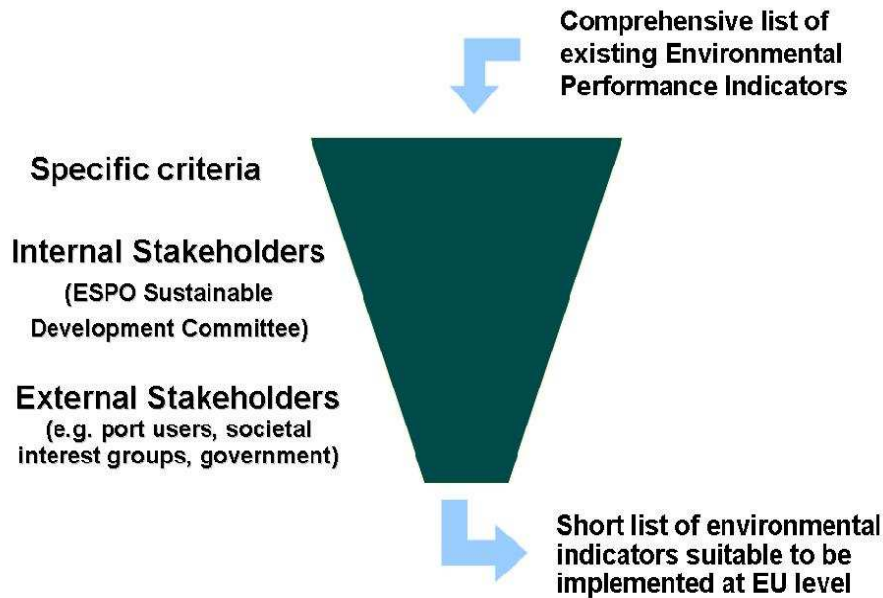 Comprehensive list of
existing Environmental
Performance Indicators
Specific criteria
Internal Stakeholders
(ESPO Sustainable
Development Committee)
External Stakeholders
(e.g. port users, societal
interest groups, government)
Short list of environmental
indicators suitable to be
implemented at EU level